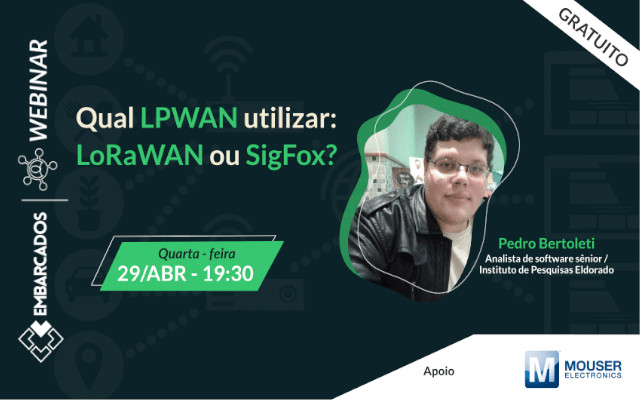 GRATUITO
EMBARCADOS | WEBINAR
Qual LPWAN utilizar:
LoRaWAN ou SigFox?
Quarta - feira
29/ABR - 19:30
Pedro Bertoleti
Analista de software sênior /
Instituto de Pesquisas Eldorado
Apoio
M
MOUSER
ELECTRONICS